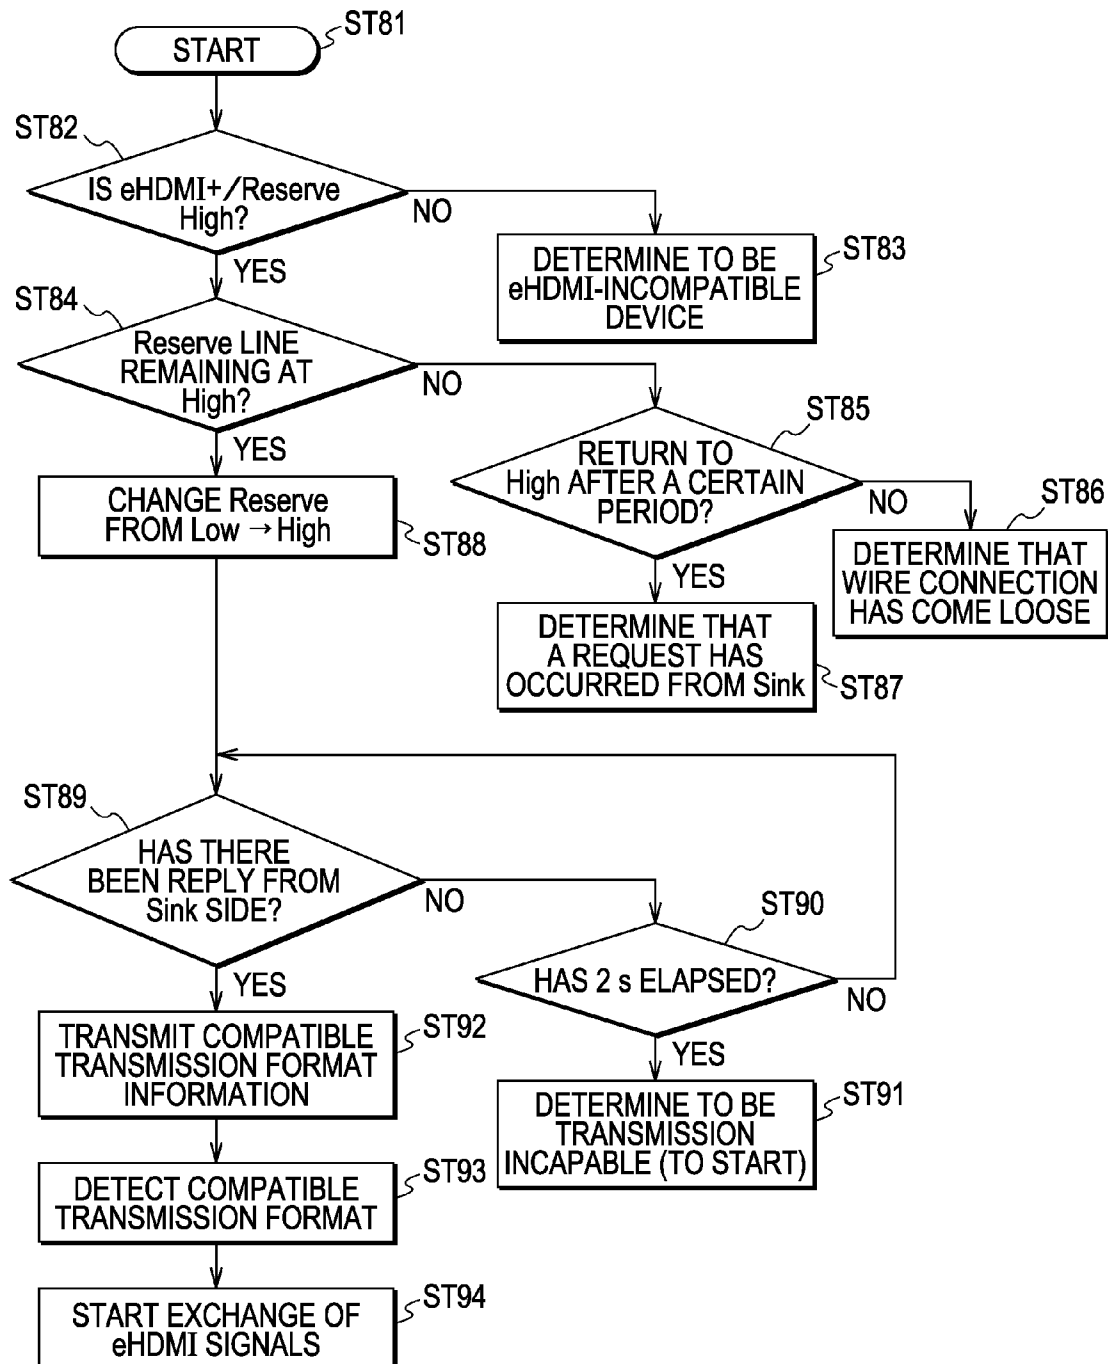 START
ST81
ST82
IS eHDMI+/Reserve
High?
NO
YES
DETERMINE TO BE
eHDMI-INCOMPATIBLE
DEVICE
ST83
ST84
Reserve LINE
REMAINING AT
High?
NO
YES
ST85
RETURN TO
High AFTER A CERTAIN
PERIOD?
NO
YES
ST86
DETERMINE THAT
WIRE CONNECTION
HAS COME LOOSE
CHANGE Reserve
FROM Low → High
ST88
DETERMINE THAT
A REQUEST HAS
OCCURRED FROM Sink
ST87
ST89
HAS THERE
BEEN REPLY FROM
Sink SIDE?
NO
YES
ST90
HAS 2 s ELAPSED?
NO
YES
TRANSMIT COMPATIBLE
TRANSMISSION FORMAT
INFORMATION
ST92
DETERMINE TO BE
TRANSMISSION
INCAPABLE (TO START)
ST91
DETECT COMPATIBLE
TRANSMISSION FORMAT
ST93
START EXCHANGE OF
eHDMI SIGNALS
ST94